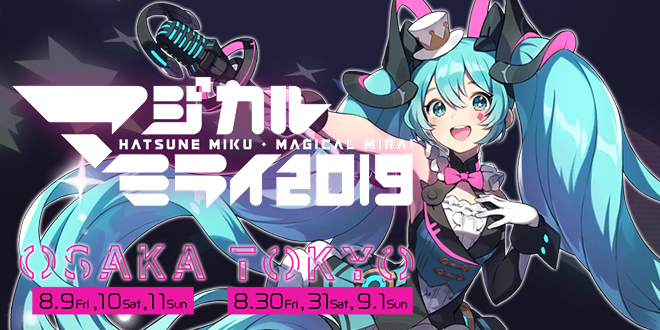 マジカル
HATSUNE MIKU・MAGICAL MIRAI
ミライ2019
OSAKA TOKYO
8.9Fri,10Sat,11Sun 8.30Fri,31Sat,9.1Sun